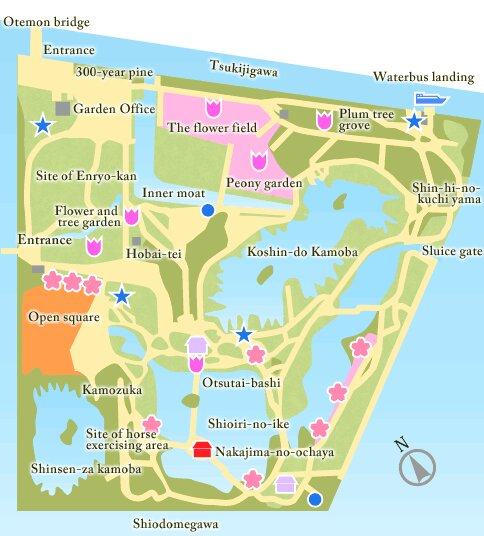 Otemon bridge
Entrance
300-year pine
Tsukijigawa
Waterbus landing
Garden Office
The flower field
Plum tree
grove
Site of Enryo-kan
Peony garden
Inner moat
Shin-hi-no-
kuchi yama
Flower and
tree garden
Entrance
Hobai-tei
Koshin-do Kamoba
Sluice gate
Open square
Kamozuka
Otsutai-bashi
Shioiri-no-ike
Site of horse
exercising area
Nakajima-no-ochaya
Shinsen-za kamoba
N
Shiodomegawa